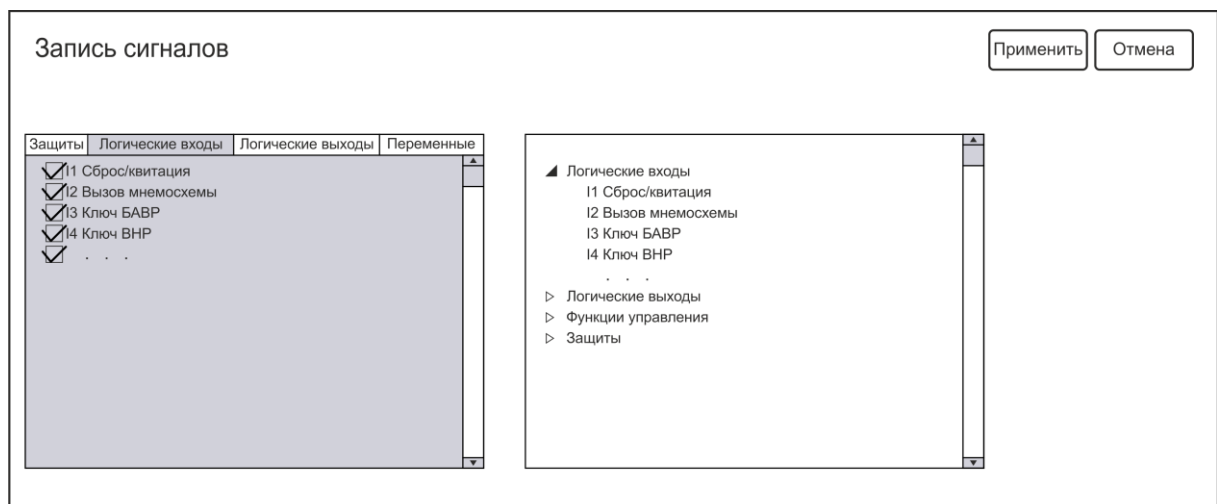 Запись сигналов
Применить
Отмена
Защиты Логические входы Логические выходы Переменные
I1 Сброс/квитация
I2 Вызов мнемосхемы
I3 Ключ БАВР
I4 Ключ ВНР
. . .
Логические входы
I1 Сброс/квитация
I2 Вызов мнемосхемы
I3 Ключ БАВР
I4 Ключ ВНР
. . .
Логические выходы
Функции управления
Защиты